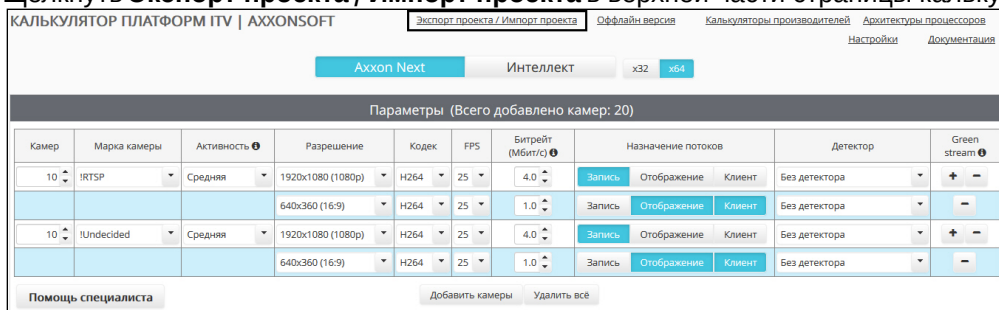 Щелкнуть Экспорт проекта / Импорт проекта в верхней части страницы кальку
КАЛЬКУЛЯТОР ПЛАТФОРМ ITV | AXXONSOFT Экспорт проекта / Импорт проекта Оффлайн версия Калькуляторы производителей Архитектуры процессоров
Настройки Документация
Axxon Next Интеллект x32 x64
Параметры (Всего добавлено камер: 20)
Камер Марка камеры Активность Разрешение Кодек FPS Битрейт (Мбит/с) Назначение потоков Детектор Green stream
10 !RTSP Средняя 1920x1080 (1080p) H264 25 4.0 Запись Отображение Клиент Без детектора + -
640x360 (16:9) H264 25 1.0 Запись Отображение Клиент Без детектора -
10 !Undecided Средняя 1920x1080 (1080p) H264 25 4.0 Запись Отображение Клиент Без детектора + -
640x360 (16:9) H264 25 1.0 Запись Отображение Клиент Без детектора -
Помощь специалиста Добавить камеры Удалить всё